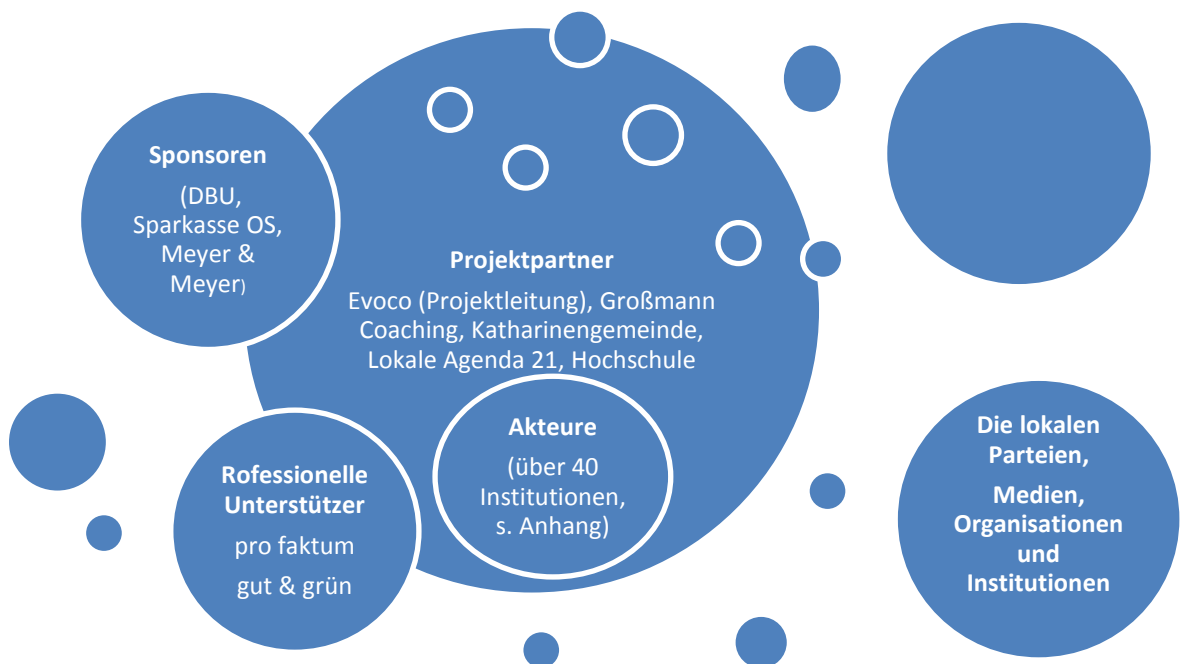 Sponsoren
(DBU,
Sparkasse OS,
Meyer &
Meyer)
Projektpartner
Evoco (Projektleitung), Großmann
Coaching, Katharinengemeinde,
Lokale Agenda 21, Hochschule
Akteure
(über 40
Institutionen,
s. Anhang)
Rofessionelle
Unterstützer
pro faktum
gut & grün
Die lokalen
Parteien,
Medien,
Organisationen
und
Institutionen